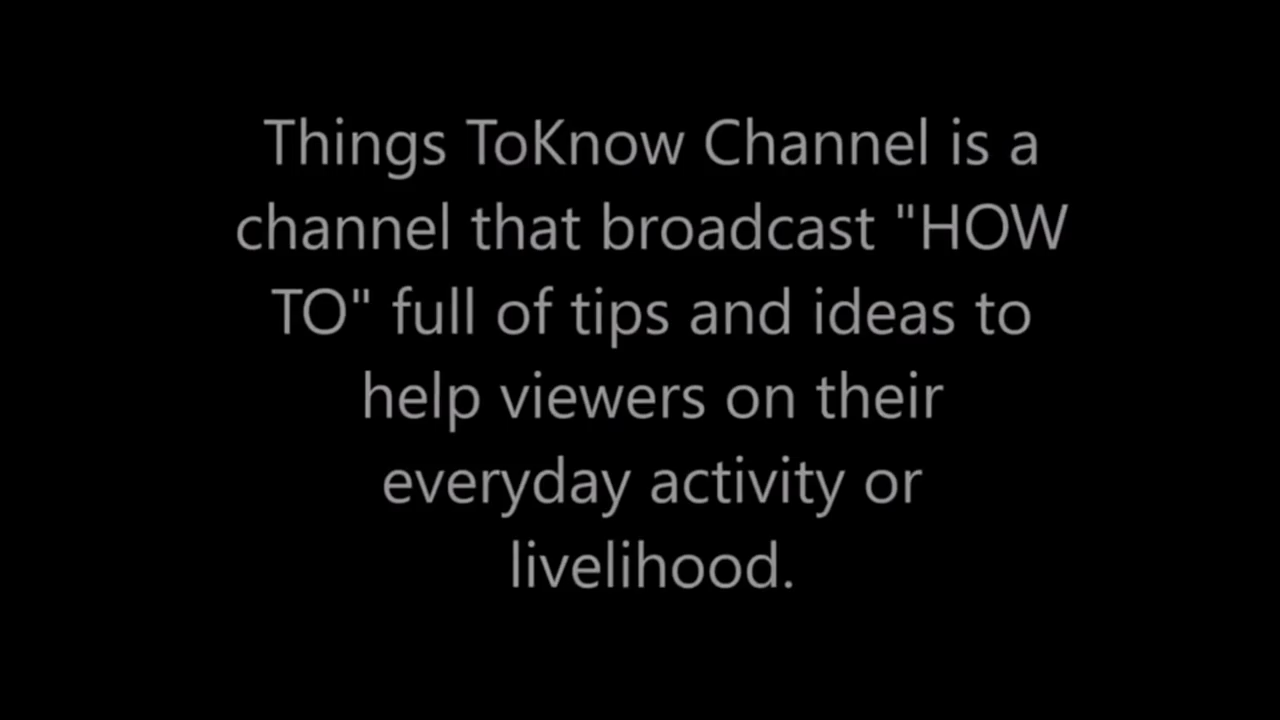 Things ToKnow Channel is a
channel that broadcast "HOW
TO" full of tips and ideas to
help viewers on their
everyday activity or
livelihood.